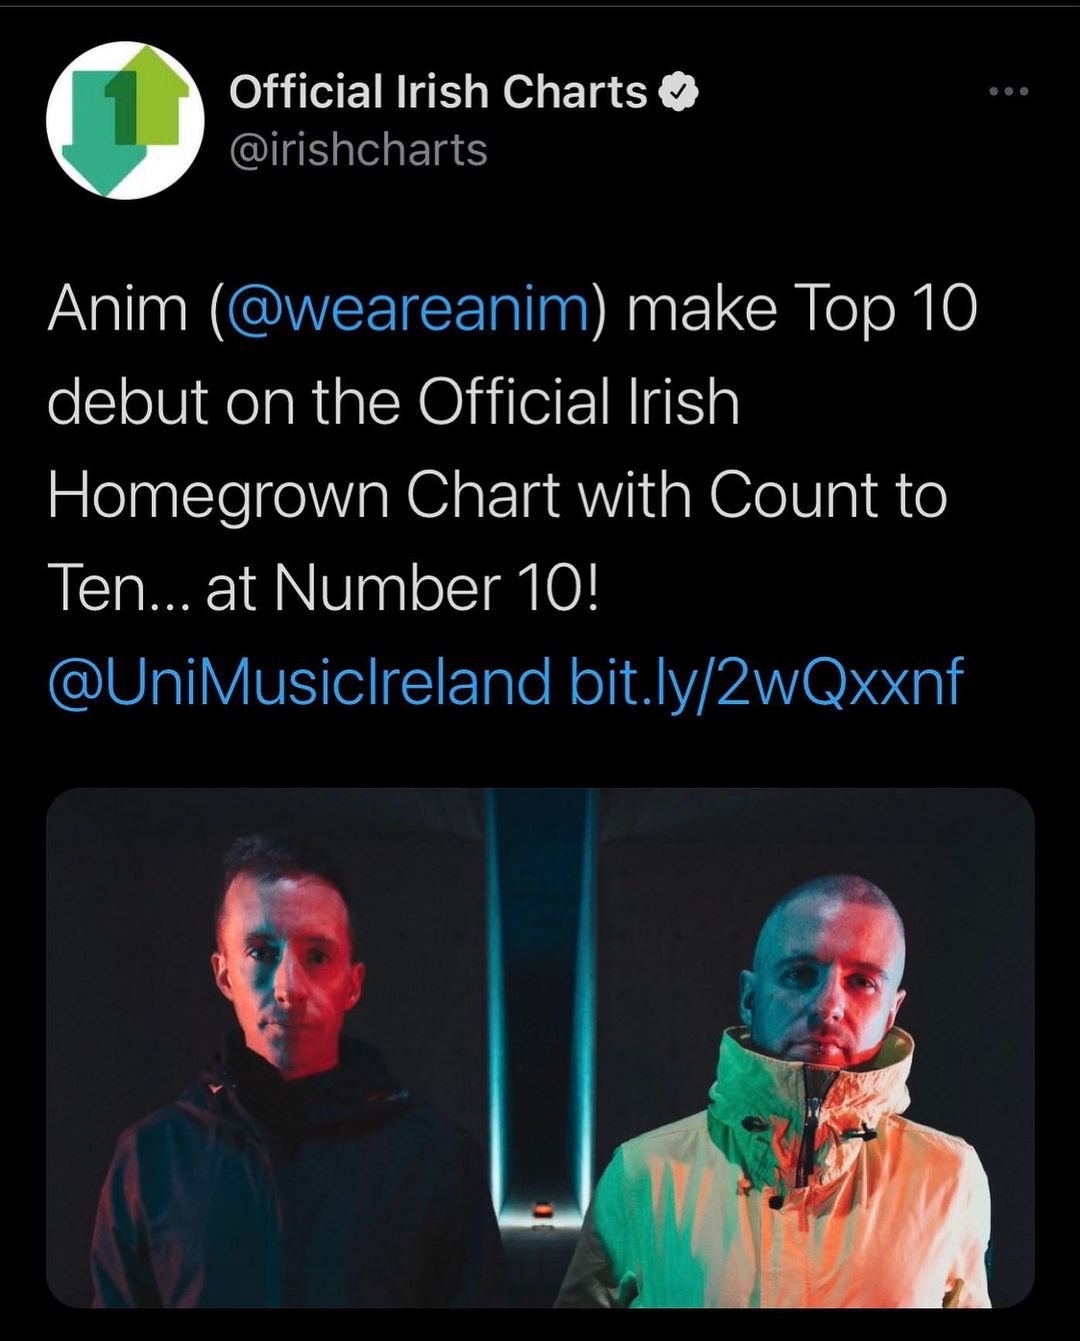 Official Irish Charts
@irishcharts
Anim (@weareanim) make Top 10
debut on the Official Irish
Homegrown Chart with Count to
Ten... at Number 10!
@UniMusicIreland bit.ly/2wQxxnf